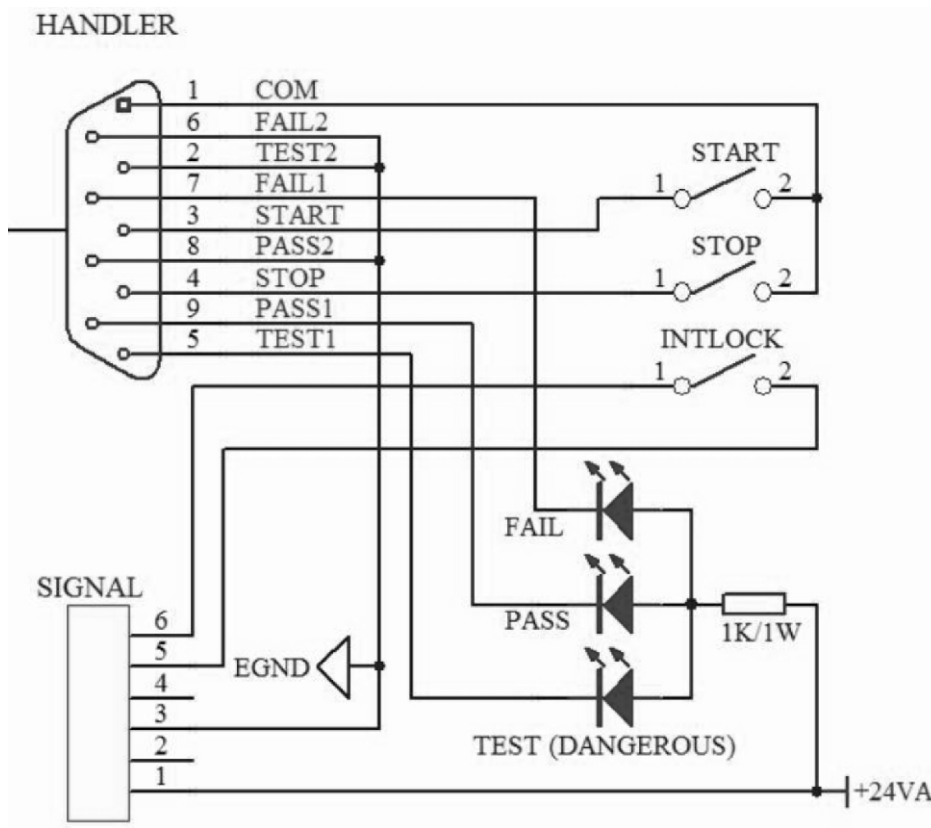 HANDLER
1 COM
6 FAIL2
2 TEST2
7 FAIL1
3 START
8 PASS2
4 STOP
9 PASS1
5 TEST1
START
1 2
STOP
1 2
INTLOCK
1 2
FAIL
PASS
1K/1W
TEST (DANGEROUS)
SIGNAL
6
5
4
3
2
1
EGND
+24VA